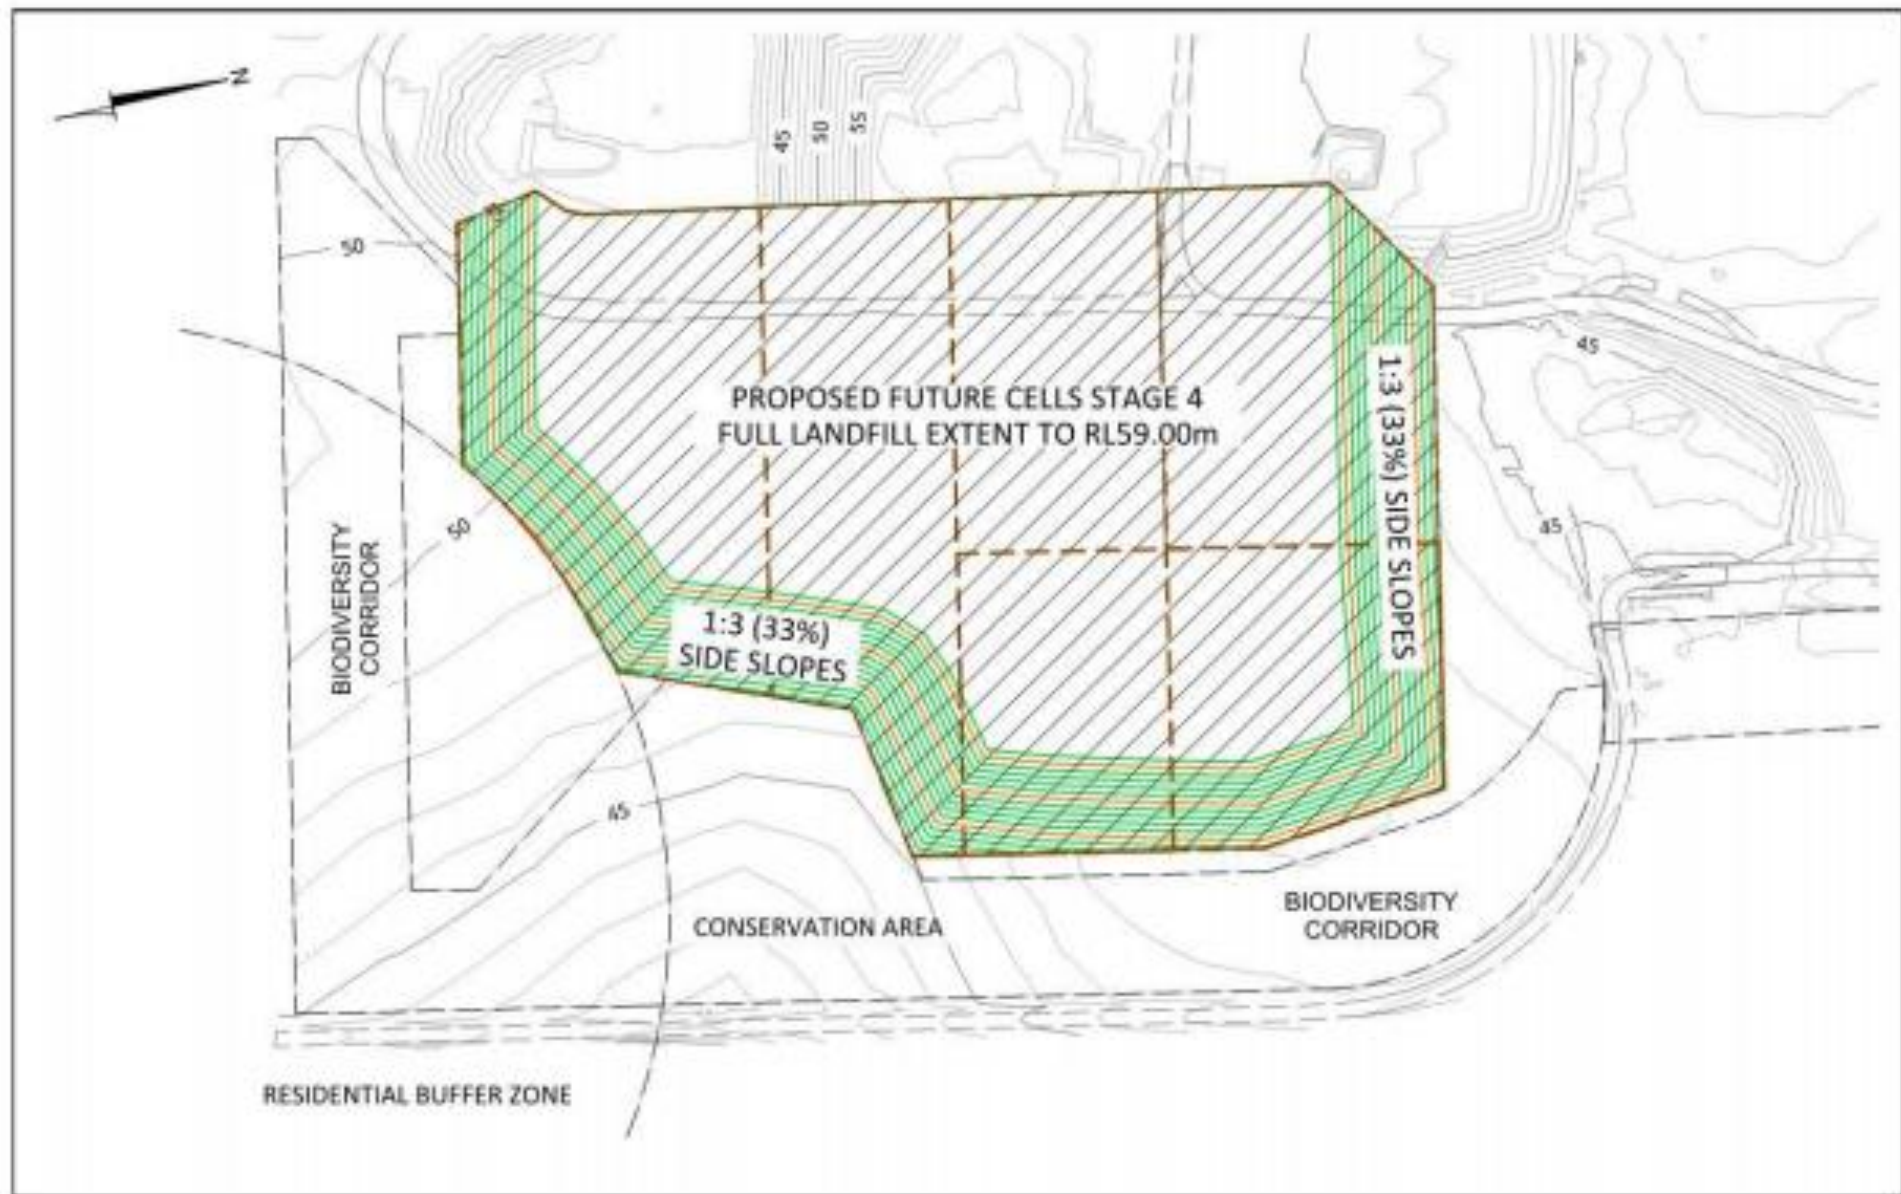 N
45
50
55
50
45
PROPOSED FUTURE CELLS STAGE 4
FULL LANDFILL EXTENT TO RL59.00m
1:3 (33%) SIDE SLOPES
50
45
BIODIVERSITY
CORRIDOR
1:3 (33%)
SIDE SLOPES
BIODIVERSITY
CORRIDOR
CONSERVATION AREA
RESIDENTIAL BUFFER ZONE